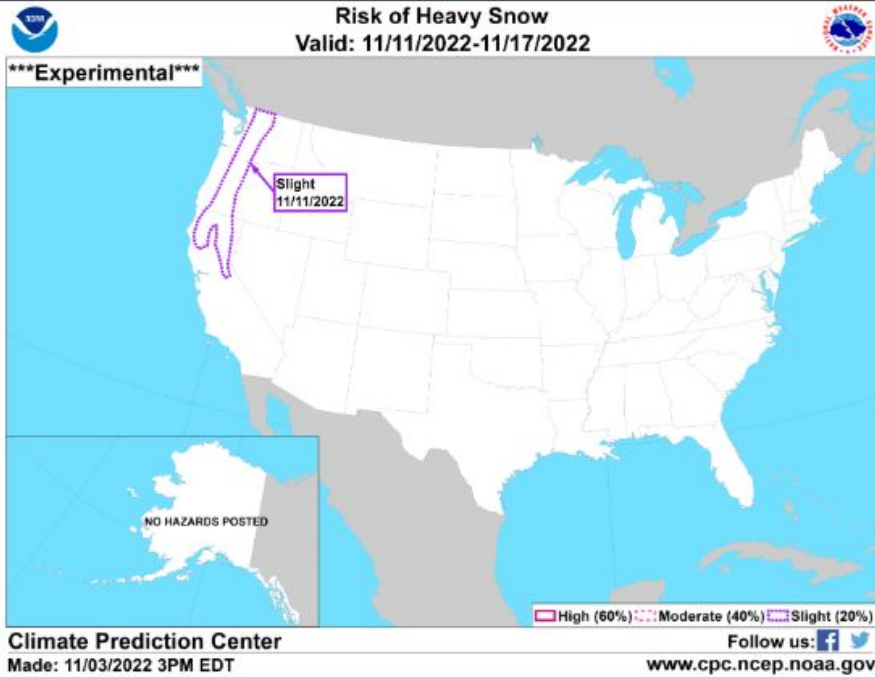 Risk of Heavy Snow
Valid: 11/11/2022-11/17/2022
***Experimental***
NOAA
Slight
11/11/2022
NO HAZARDS POSTED
High (60%) Moderate (40%) Slight (20%)
Climate Prediction Center
Follow us:
Made: 11/03/2022 3PM EDT
www.cpc.ncep.noaa.gov